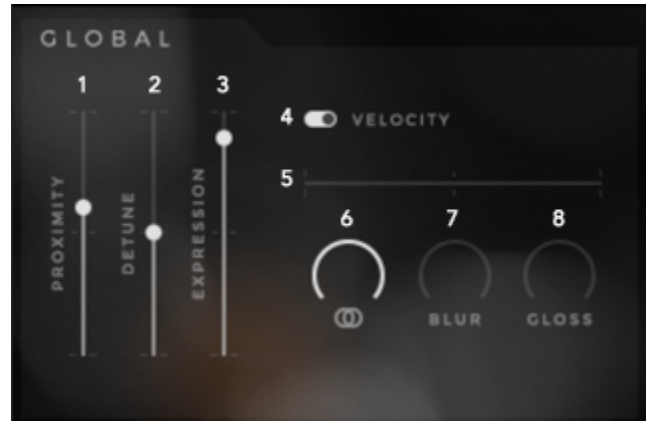 GLOBAL
1 2 3
4 VELOCITY
5
PROXIMITY
DETUNE
EXPRESSION
6 7 8
BLUR GLOSS